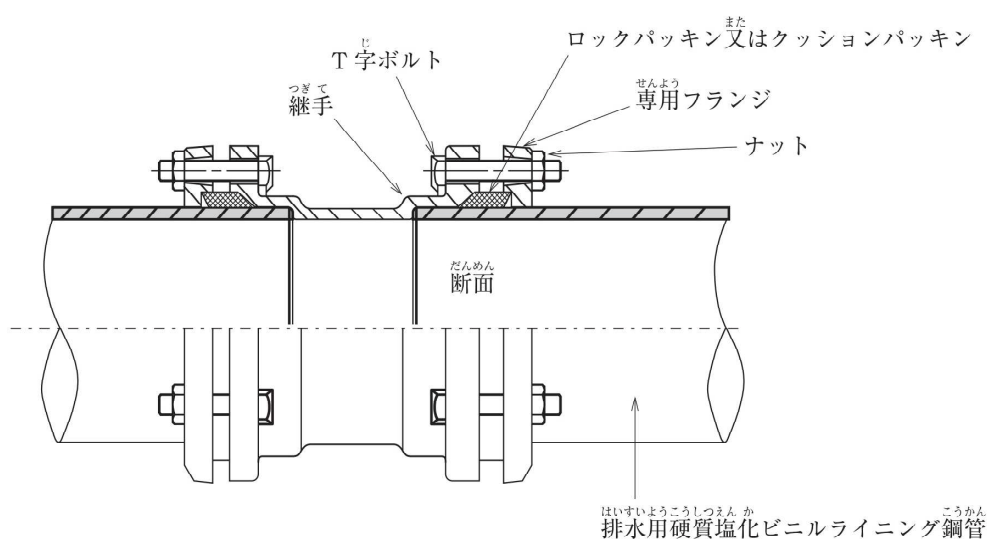 ロックパッキン又はクッションパッキン
T字ボルト
専用フランジ
継手
ナット
断面
排水用硬質塩化ビニルライニング鋼管